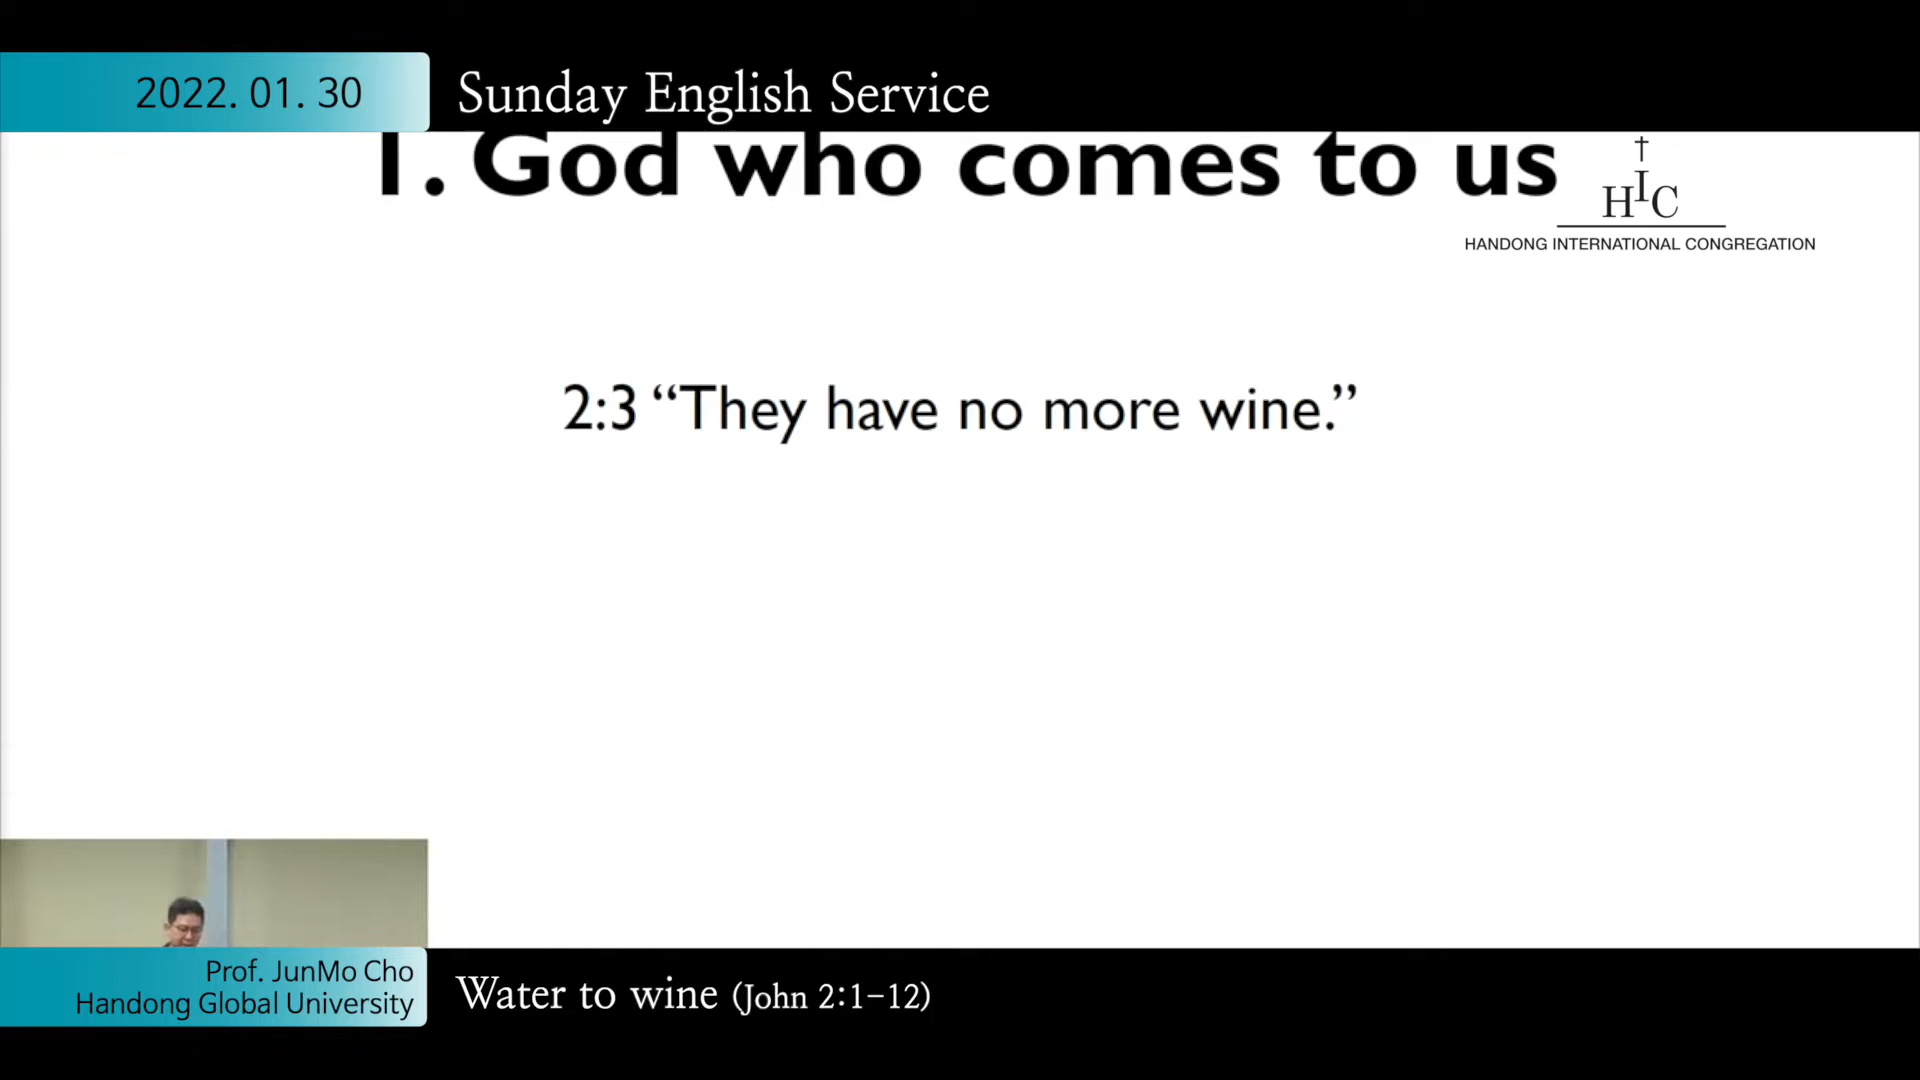 2022. 01. 30
Sunday English Service
1. God who comes to us
†
HIC
HANDONG INTERNATIONAL CONGREGATION
2:3 “They have no more wine.”
Prof. JunMo Cho
Handong Global University
Water to wine (John 2:1-12)